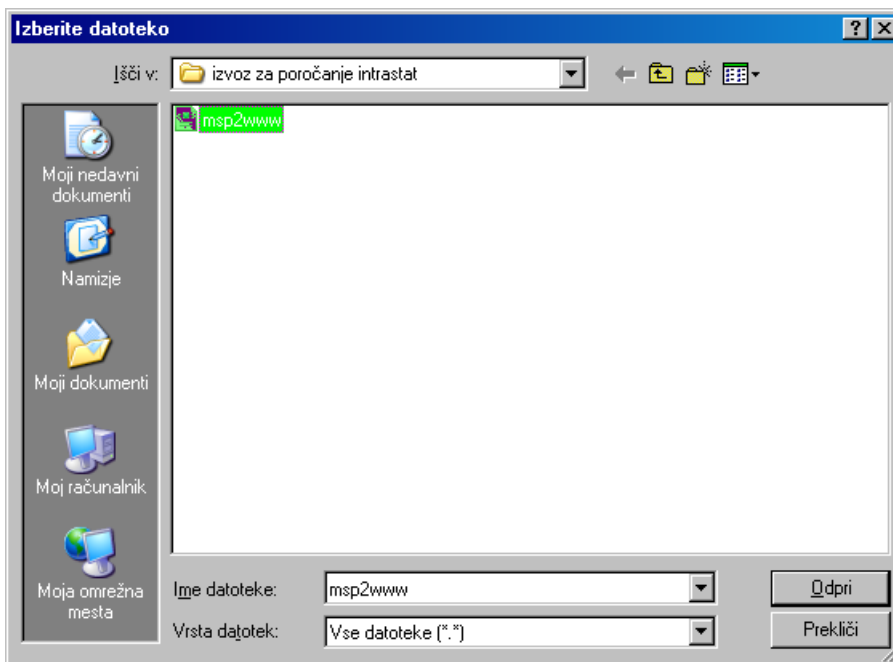 Izberite datoteko
Išči v:
izvoz za poročanje intrastat
msp2www
Moji nedavni
dokumenti
Namizje
Moji dokumenti
Moj računalnik
Moja omrežna
mesta
Ime datoteke:
msp2www
Odpri
Vrsta datotek:
Vse datoteke (*.*)
Prekliči